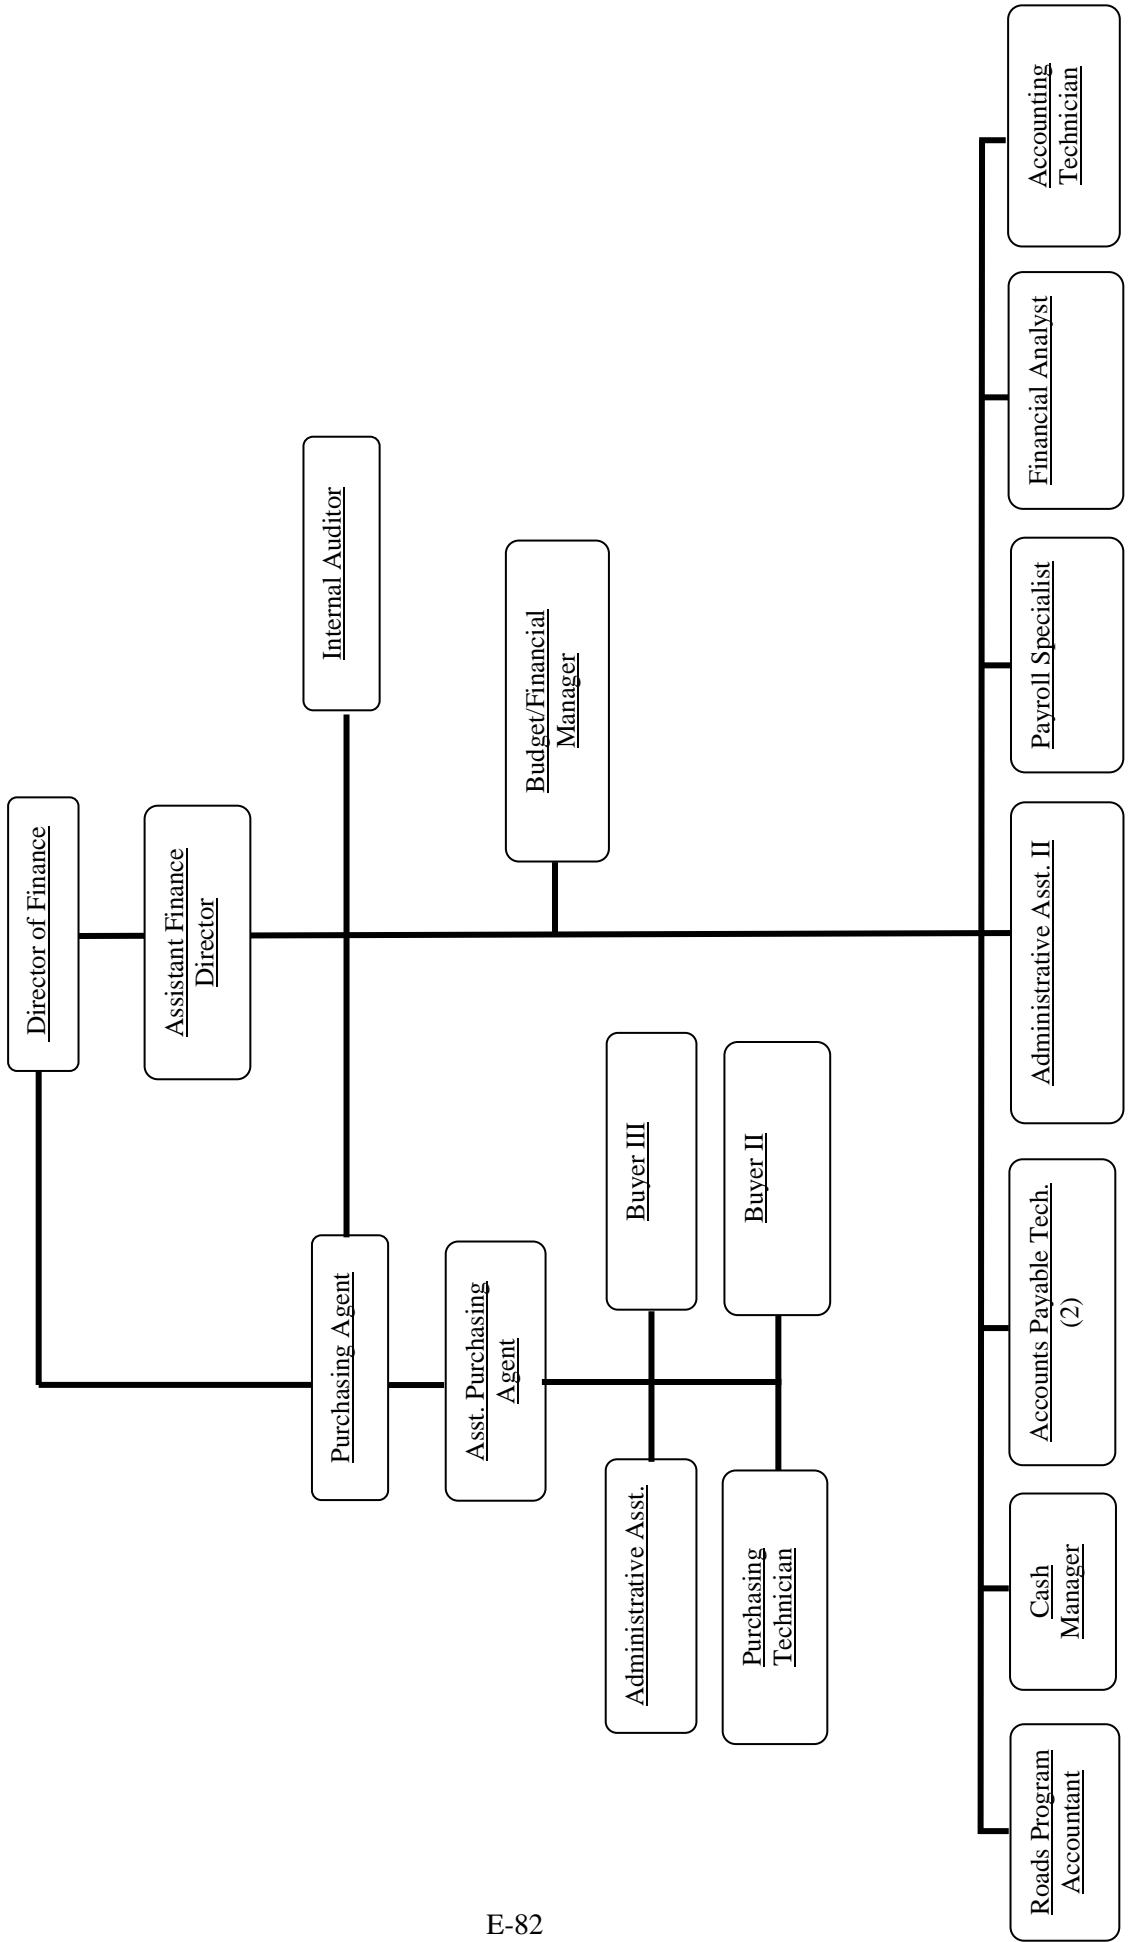 Director of Finance
Assistant Finance
Director
Purchasing Agent
Internal Auditor
Asst. Purchasing
Agent
Budget/Financial
Manager
Administrative Asst.
Buyer III
Purchasing
Technician
Buyer II
Roads Program
Accountant
Cash
Manager
Accounts Payable Tech.
(2)
Administrative Asst. II
Payroll Specialist
Financial Analyst
Accounting
Technician
E-82